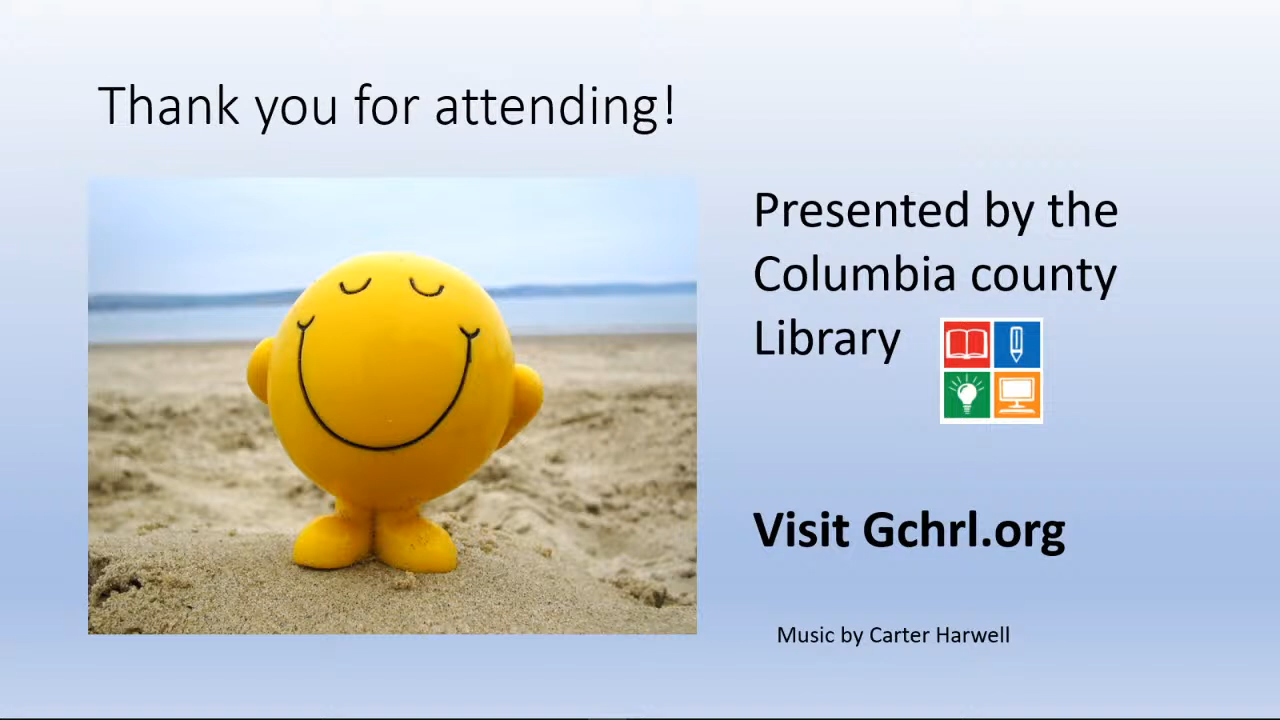 Thank you for attending!
Presented by the
Columbia county
Library
Visit Gchrl.org
Music by Carter Harwell